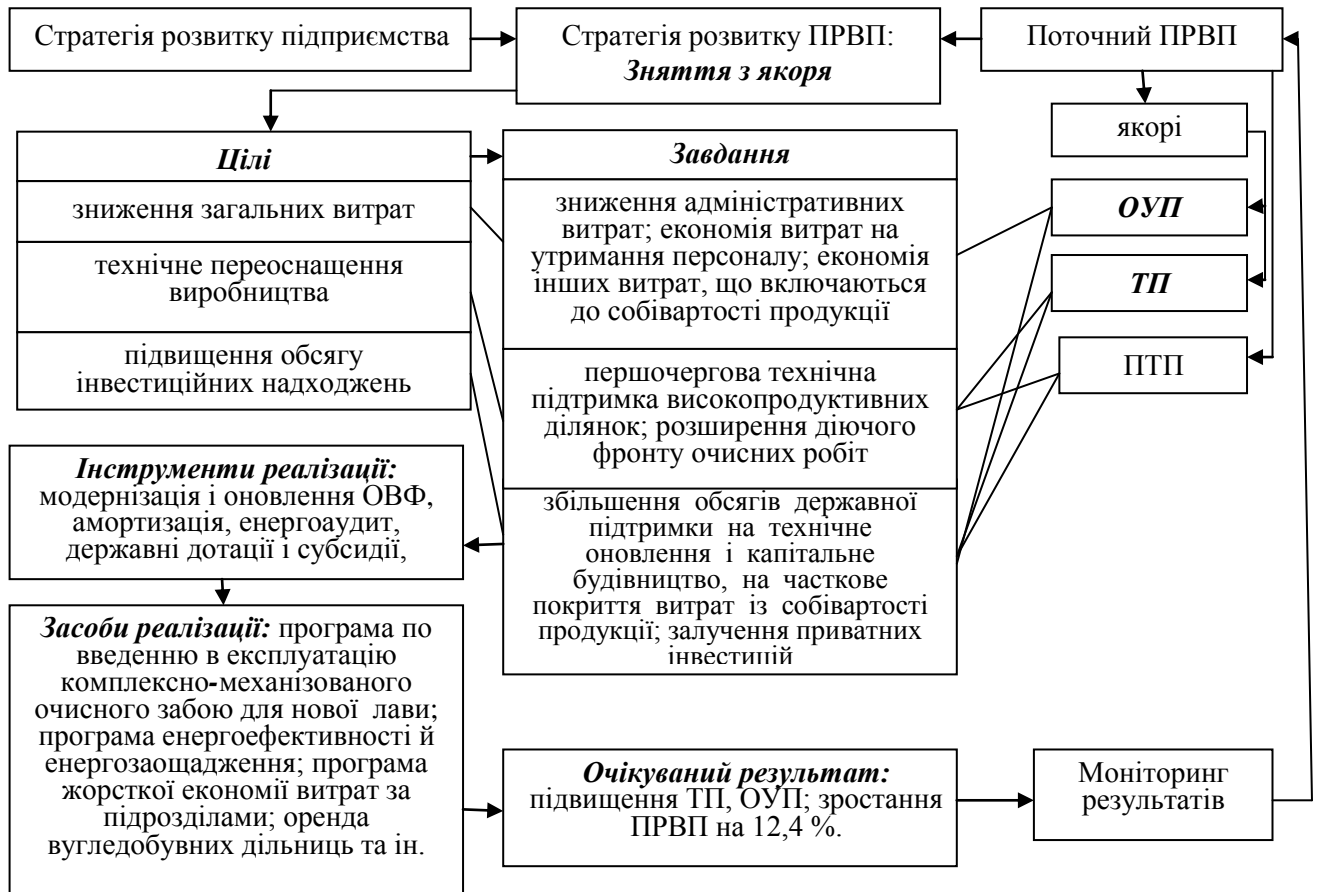 Стратегія розвитку підприємства
Стратегія розвитку ПРВП:
Зняття з якоря
Поточний ПРВП
якорі
ОУП
ТП
ПТП
Цілі
зниження загальних витрат
технічне переоснащення
виробництва
підвищення обсягу
інвестиційних надходжень
Завдання
зниження адміністративних
витрат; економія витрат на
утримання персоналу; економія
інших витрат, що включаються
до собівартості продукції
першочергова технічна
підтримка високопродуктивних
ділянок; розширення діючого
фронту очисних робіт
збільшення обсягів державної
підтримки на технічне
оновлення і капітальне
будівництво, на часткове
покриття витрат із собівартості
продукції; залучення приватних
інвестицій
Інструменти реалізації:
модернізація і оновлення ОВФ,
амортизація, енергоаудит,
державні дотації і субсидії,
Засоби реалізації: програма по
введенню в експлуатацію
комплексно-механізованого
очисного забою для нової лави;
програма енергоефективності й
енергозаощадження; програма
жорсткої економії витрат за
підрозділами; оренда
вугледобувних дільниць та ін.
Очікуваний результат:
підвищення ТП, ОУП; зростання
ПРВП на 12,4 %.
Моніторинг
результатів